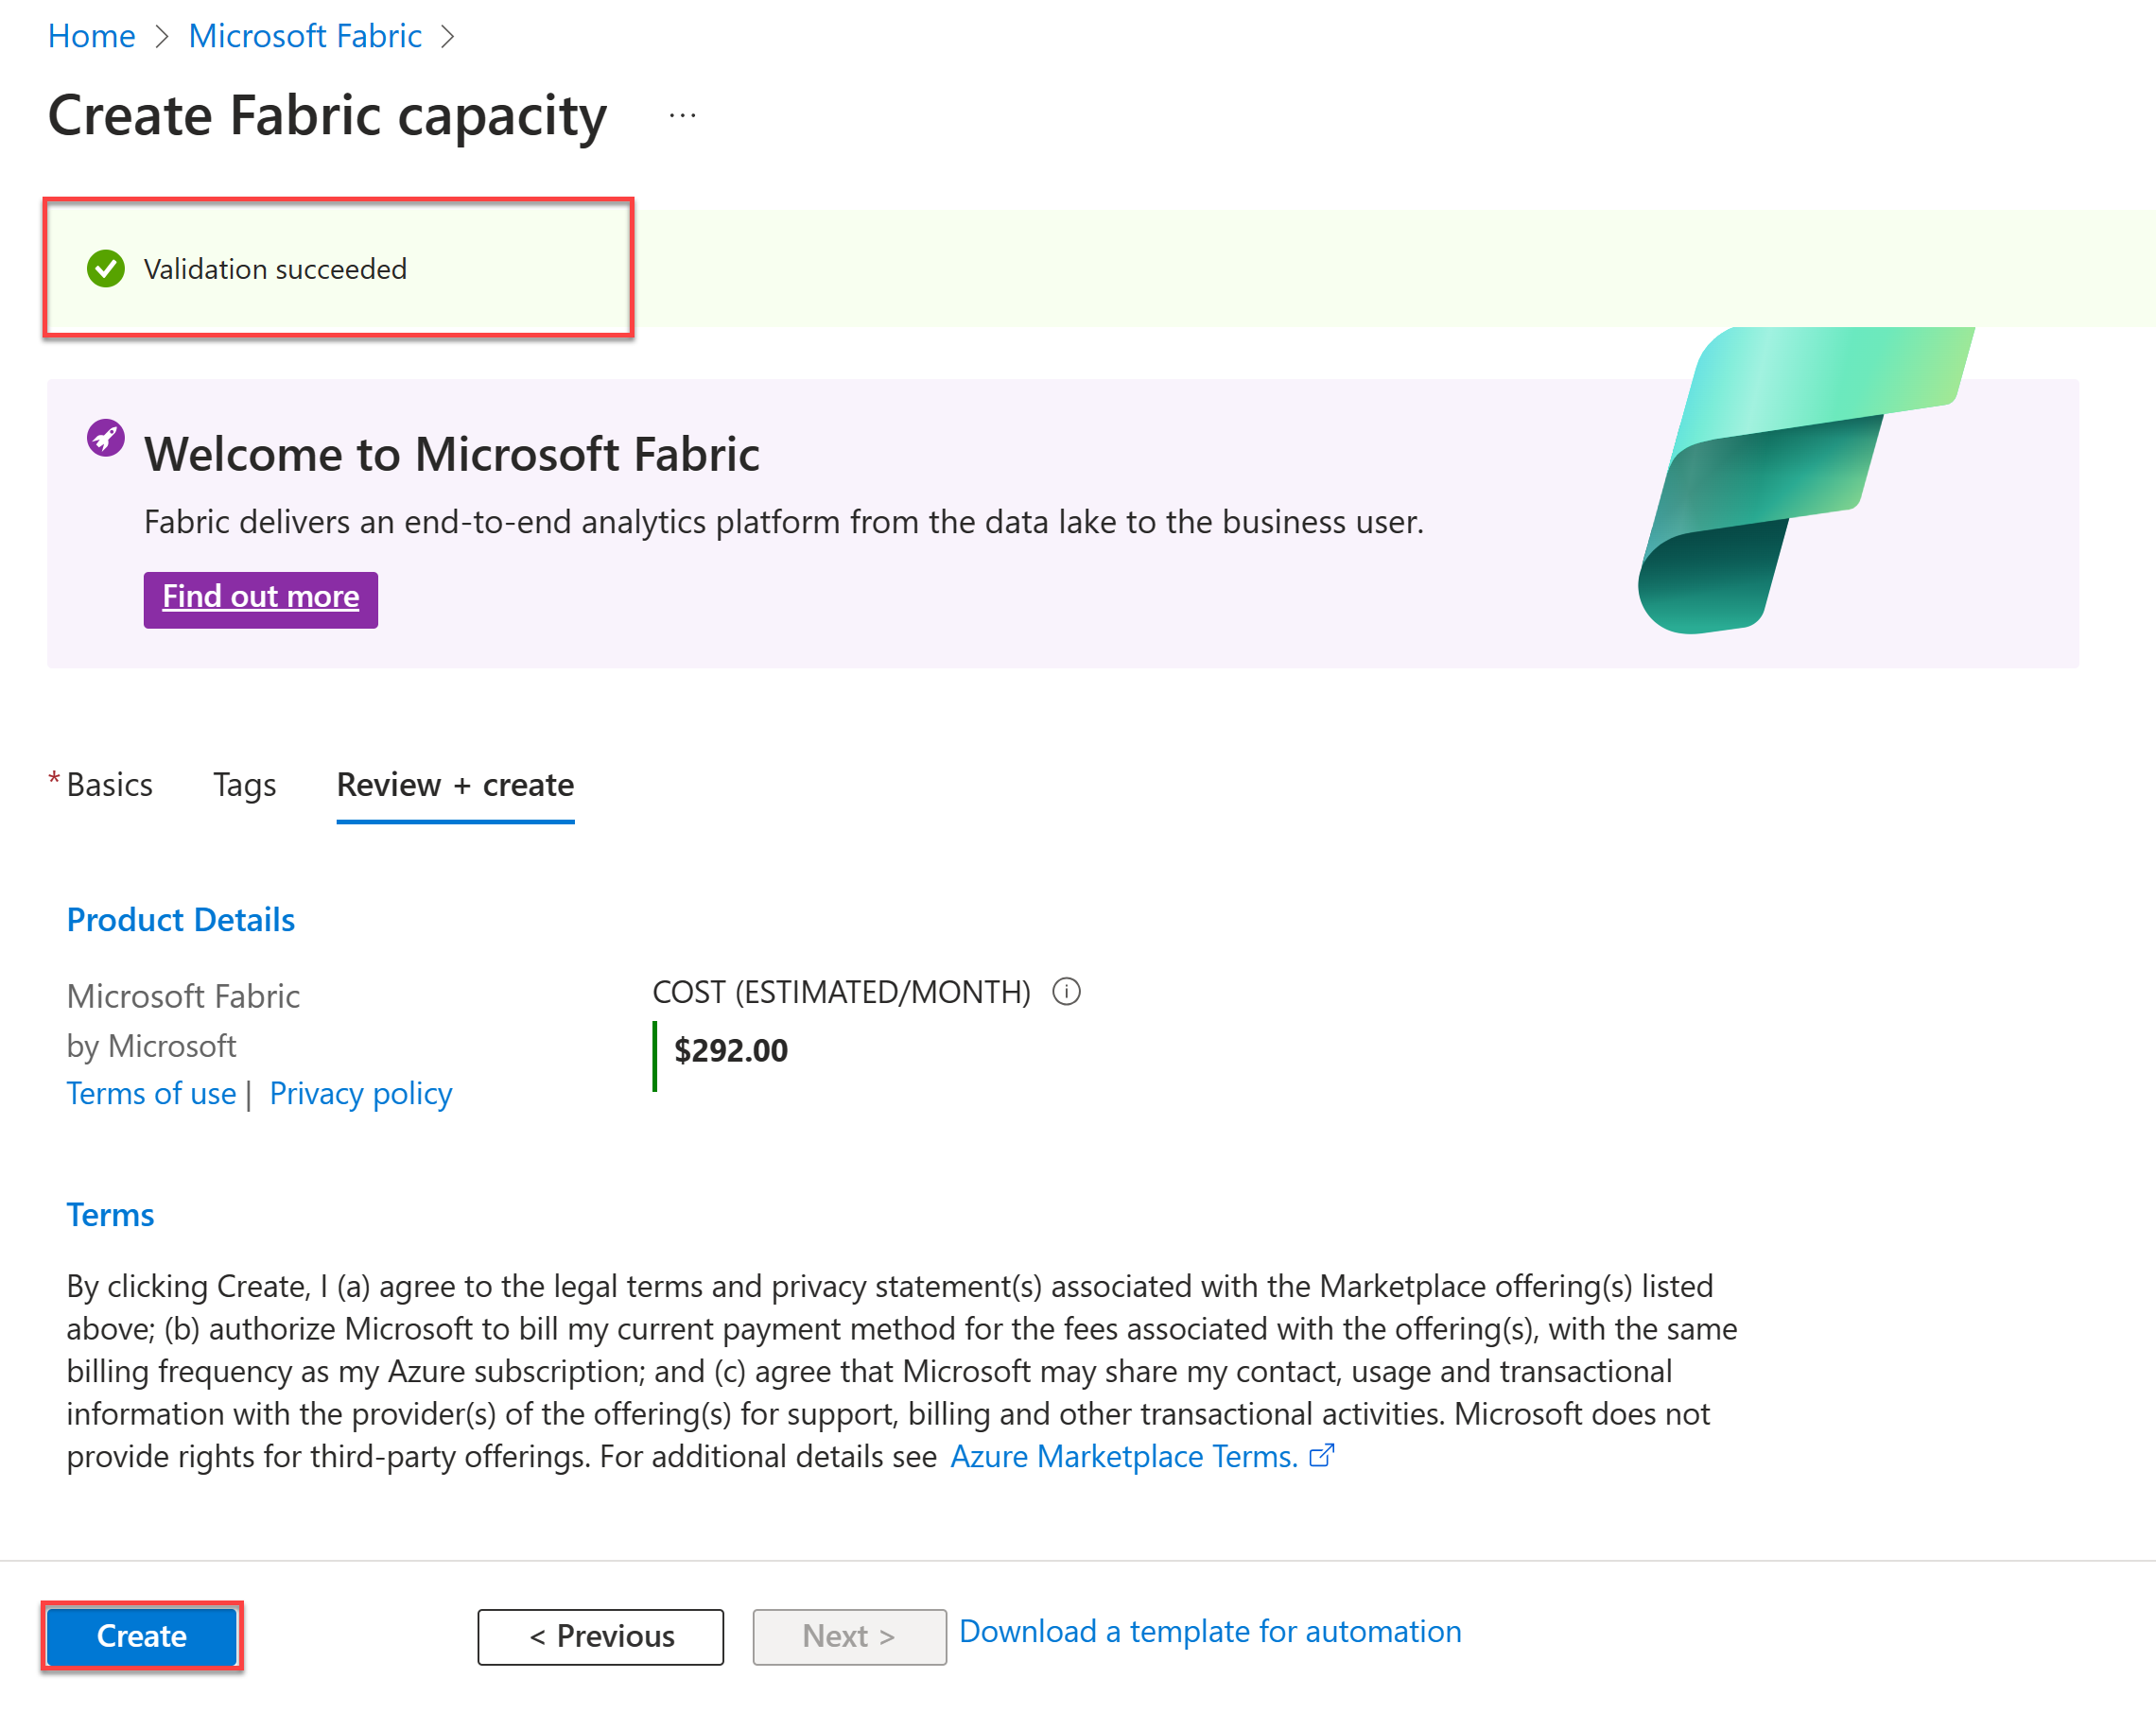 Home > Microsoft Fabric >
Create Fabric capacity ...
Validation succeeded
Welcome to Microsoft Fabric
Fabric delivers an end-to-end analytics platform from the data lake to the business user.
Find out more
* Basics Tags Review + create
Product Details
Microsoft Fabric
by Microsoft
Terms of use | Privacy policy
COST (ESTIMATED/MONTH)
$292.00
Terms
By clicking Create, I (a) agree to the legal terms and privacy statement(s) associated with the Marketplace offering(s) listed
above; (b) authorize Microsoft to bill my current payment method for the fees associated with the offering(s), with the same
billing frequency as my Azure subscription; and (c) agree that Microsoft may share my contact, usage and transactional
information with the provider(s) of the offering(s) for support, billing and other transactional activities. Microsoft does not
provide rights for third-party offerings. For additional details see Azure Marketplace Terms.
Create < Previous Next > Download a template for automation